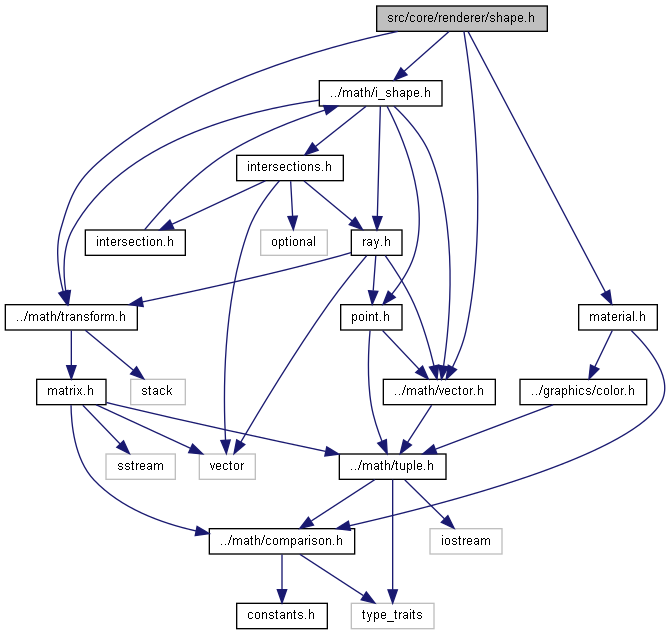 src/core/renderer/shape.h
../math/i_shape.h
intersections.h
intersection.h
optional
ray.h
../math/transform.h
point.h
material.h
matrix.h
stack
../math/vector.h
../graphics/color.h
sstream
vector
../math/tuple.h
../math/comparison.h
iostream
constants.h
type_traits